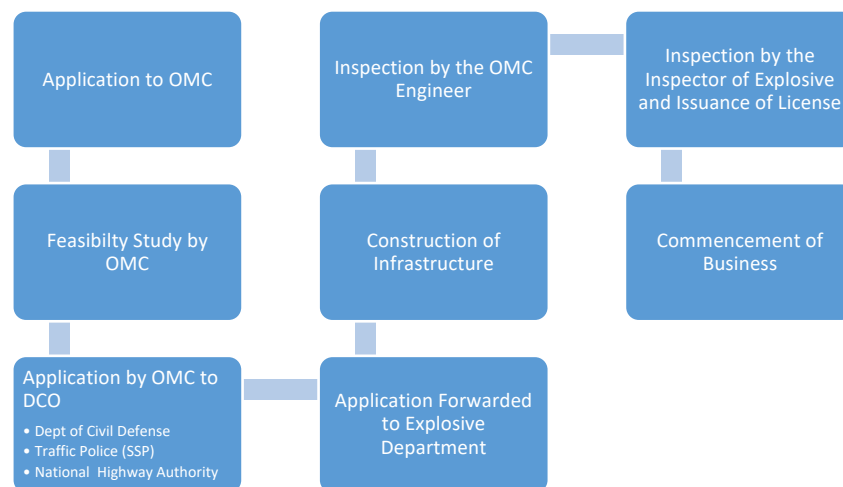 Application to OMC
Feasibilty Study by
OMC
Application by OMC to
DCO
• Dept of Civil Defense
• Traffic Police (SSP)
• National Highway Authority
Application Forwarded
to Explosive
Department
Construction of
Infrastructure
Inspection by the OMC
Engineer
Inspection by the
Inspector of Explosive
and Issuance of License
Commencement of
Business